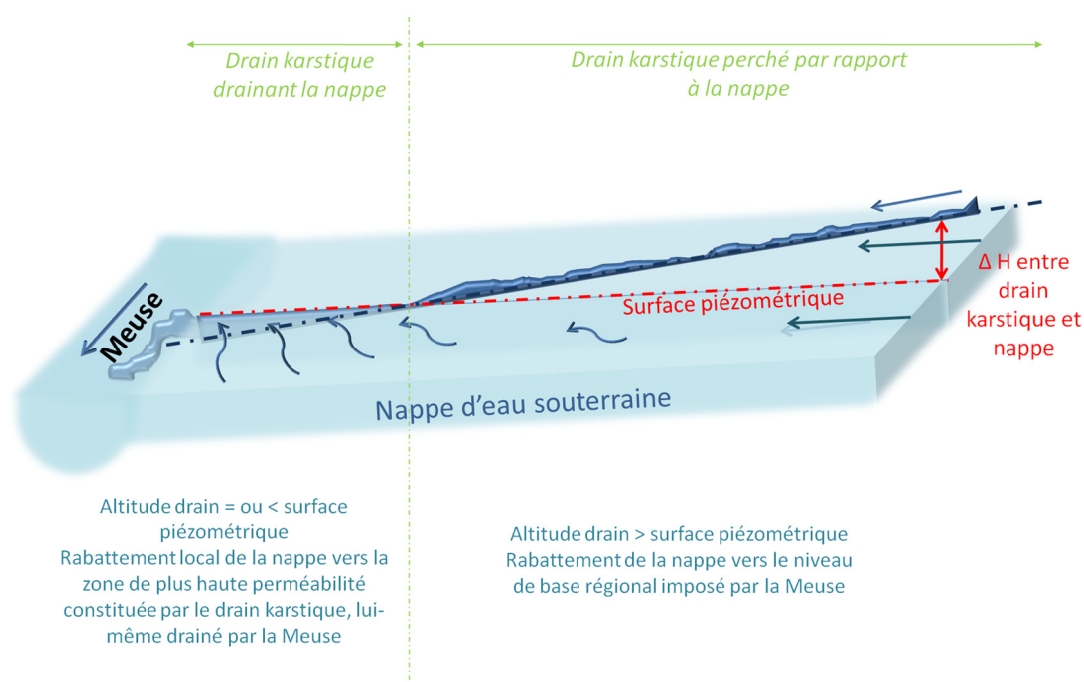 Drain karstique
drainant la nappe
Drain karstique perché par rapport
à la nappe
Meuse
Surface piézométrique
Δ H entre
drain
karstique et
nappe
Nappe d'eau souterraine
Altitude drain = ou < surface
piézométrique
Rabattement local de la nappe vers la
zone de plus haute perméabilité
constituée par le drain karstique, lui-
même drainé par la Meuse
Altitude drain > surface piézométrique
Rabattement de la nappe vers le niveau
de base régional imposé par la Meuse